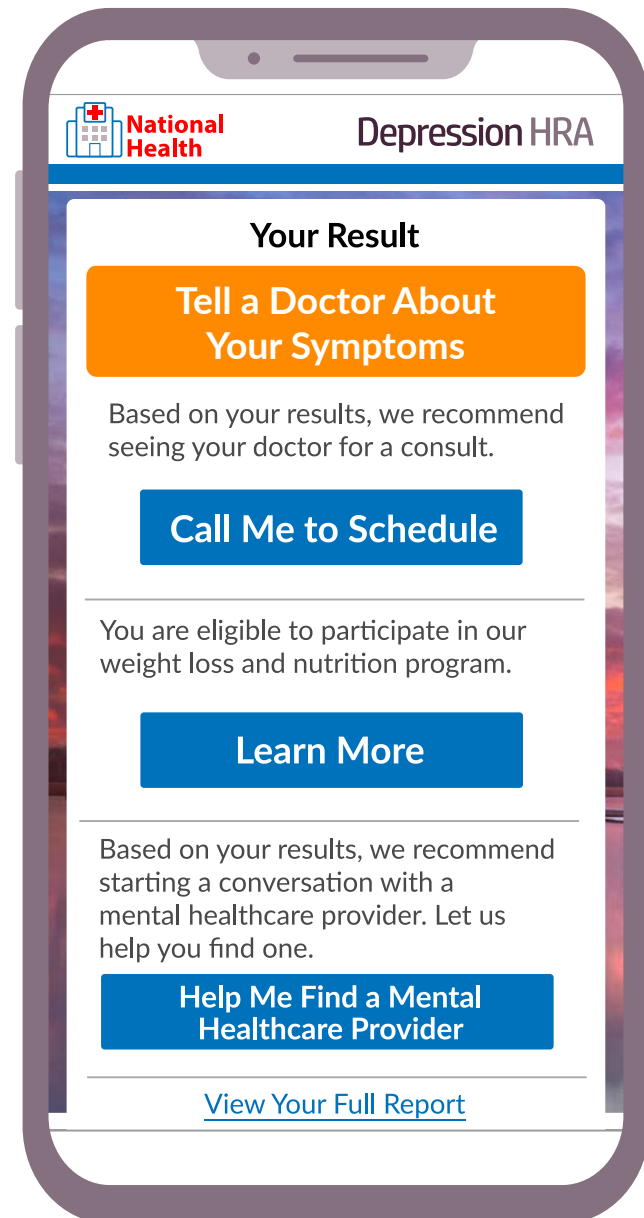 National
Health
Depression HRA
Your Result
Tell a Doctor About
Your Symptoms
Based on your results, we recommend
seeing your doctor for a consult.
Call Me to Schedule
You are eligible to participate in our
weight loss and nutrition program.
Learn More
Based on your results, we recommend
starting a conversation with a
mental healthcare provider. Let us
help you find one.
Help Me Find a Mental
Healthcare Provider
View Your Full Report